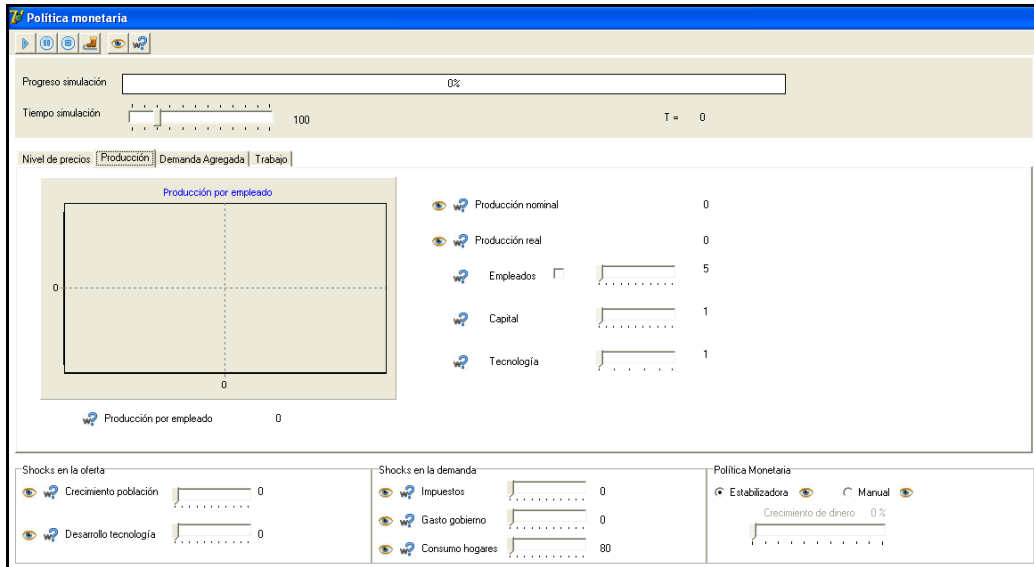 Política monetaria
Progreso simulación 0%
Tiempo simulación 100 T = 0
Nivel de precios Producción Demanda Agregada Trabajo
Producción por empleado
0
0
Producción por empleado 0
Producción nominal 0
Producción real 0
Empleados 5
Capital 1
Tecnología 1
Shocks en la oferta
Crecimiento población 0
Desarrollo tecnología 0
Shocks en la demanda
Impuestos 0
Gasto gobierno 0
Consumo hogares 80
Política Monetaria
Estabilizadora Manual
Crecimiento de dinero 0 %